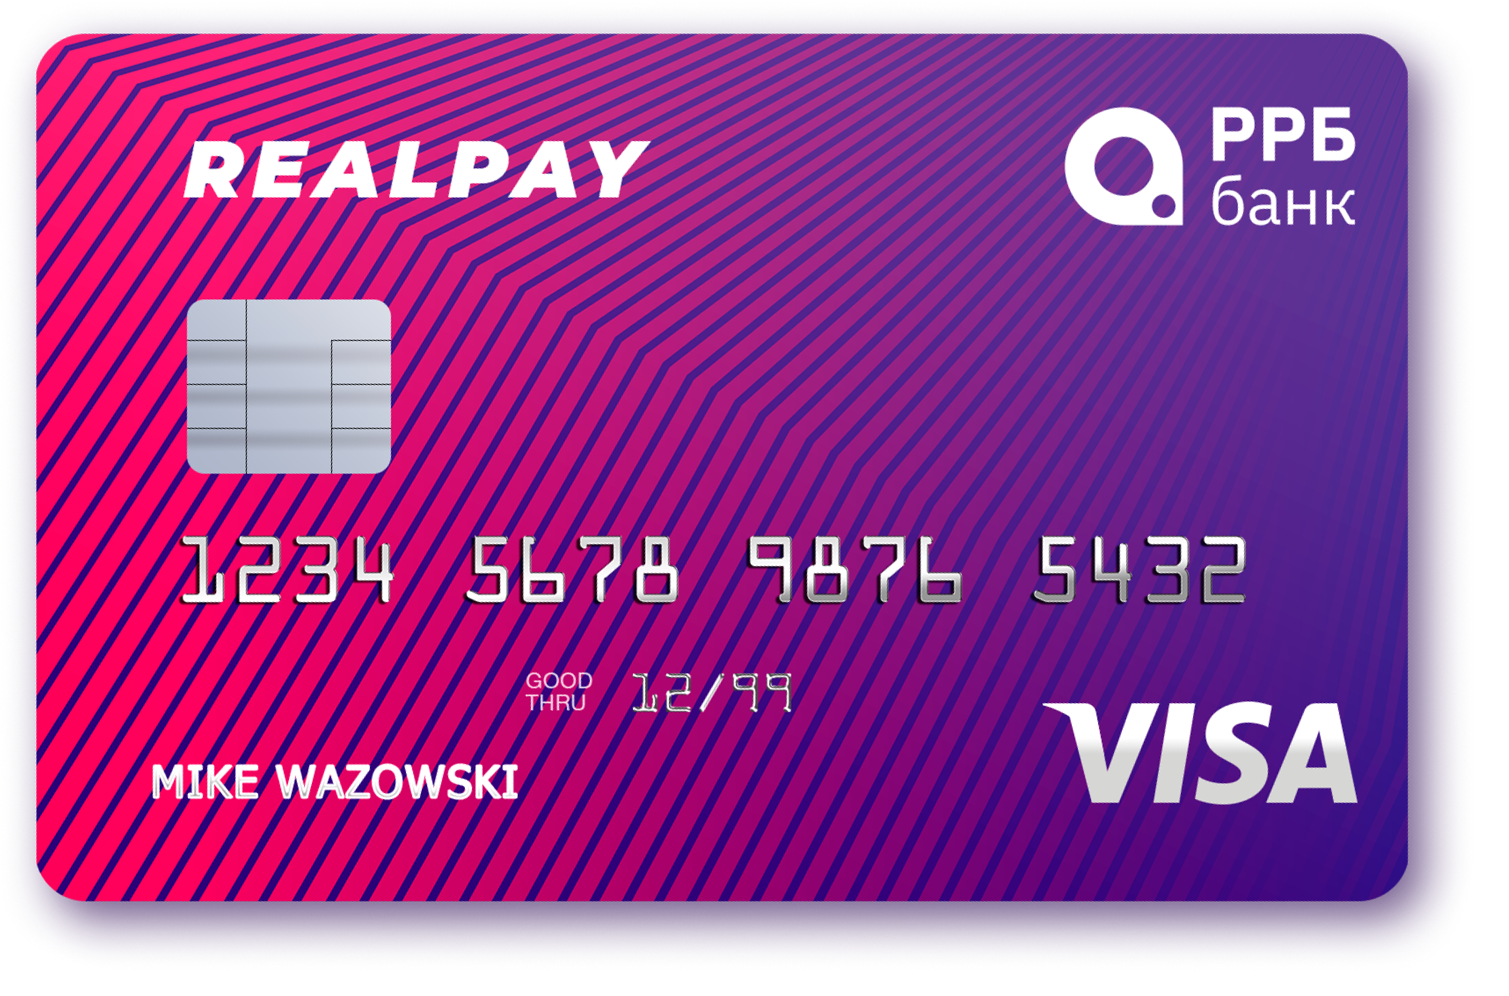 REALPAY
РРБ
банк
1234 5678 9876 5432
GOOD
THRU
12/99
MIKE WAZOWSKI
VISA